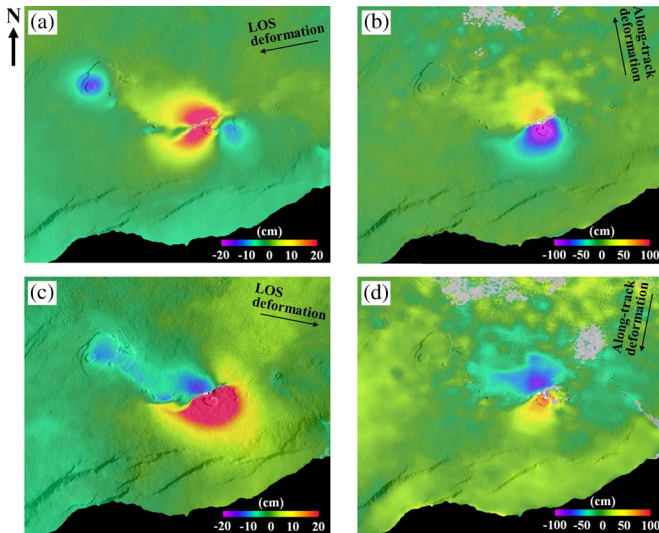 N
(a)
LOS
deformation
(cm)
-20 -10 0 10 20
(b)
Along-track
deformation
(cm)
-100 -50 0 50 100
(c)
LOS
deformation
(cm)
-20 -10 0 10 20
(d)
Along-track
deformation
(cm)
-100 -50 0 50 100